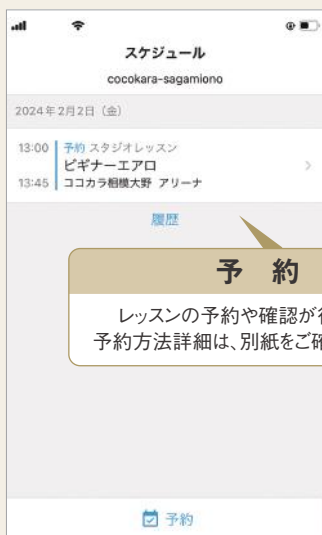 スケジュール
cocokara-sagamiono
2024年2月2日（金）
13:00 予約 スタジオレッスン
ビギナーエアロ
13:45 ココカラ相模大野 アリーナ
履歴
予 約
レッスンの予約や確認が
予約方法詳細は、別紙をご確
予約